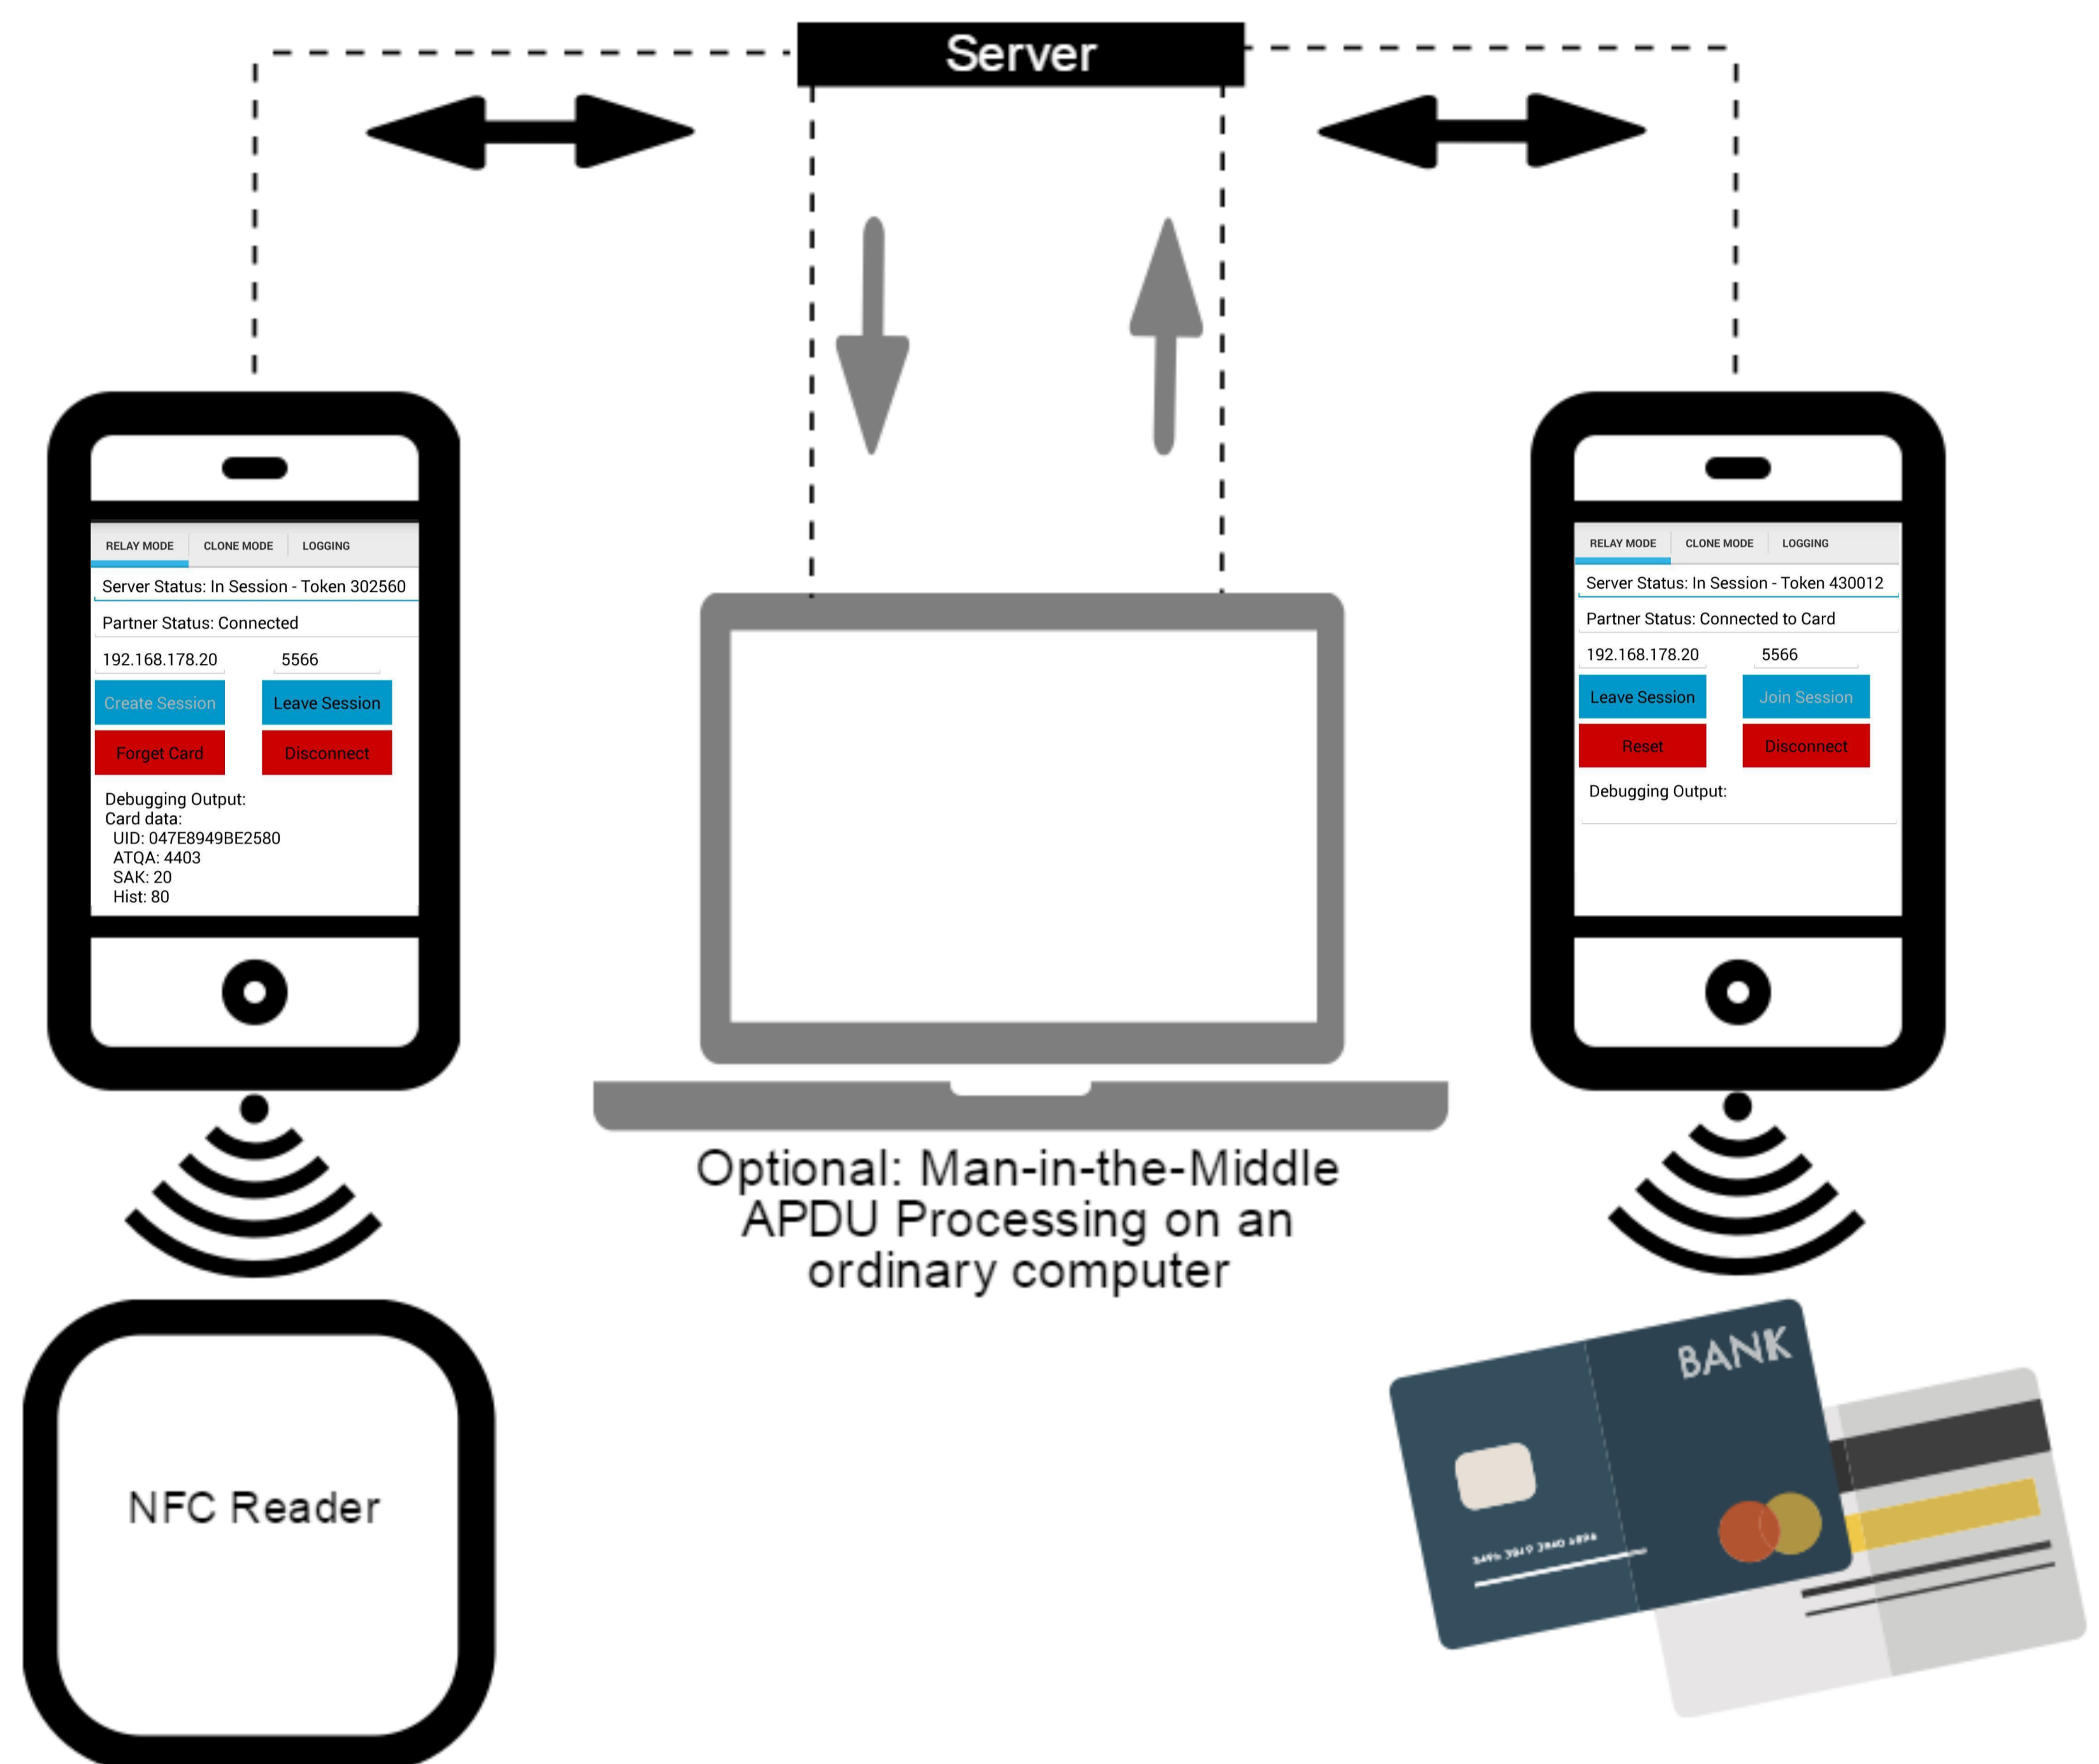 Server
RELAY MODE CLONE MODE LOGGING
Server Status: In Session - Token 302560
Partner Status: Connected
192.168.178.20 5566
Create Session Leave Session
Forget Card Disconnect
Debugging Output:
Card data:
UID: 047E8949BE2580
ATQA: 4403
SAK: 20
Hist: 80
RELAY MODE CLONE MODE LOGGING
Server Status: In Session - Token 430012
Partner Status: Connected to Card
192.168.178.20 5566
Leave Session Join Session
Reset Disconnect
Debugging Output:
Optional: Man-in-the-Middle
APDU Processing on an
ordinary computer
NFC Reader
BANK